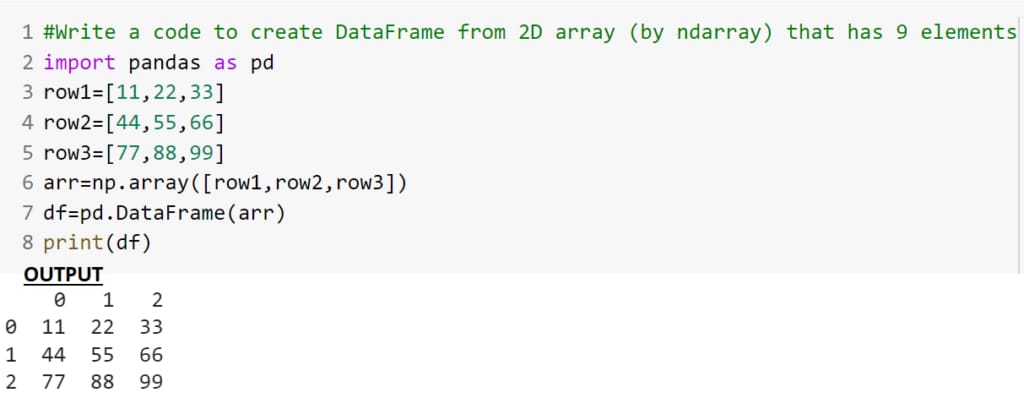 1 #Write a code to create DataFrame from 2D array (by ndarray) that has 9 elements
2 import pandas as pd
3 row1=[11,22,33]
4 row2=[44,55,66]
5 row3=[77,88,99]
6 arr=np.array([row1,row2,row3])
7 df=pd.DataFrame(arr)
8 print(df)
OUTPUT
0 1 2
0 11 22 33
1 44 55 66
2 77 88 99